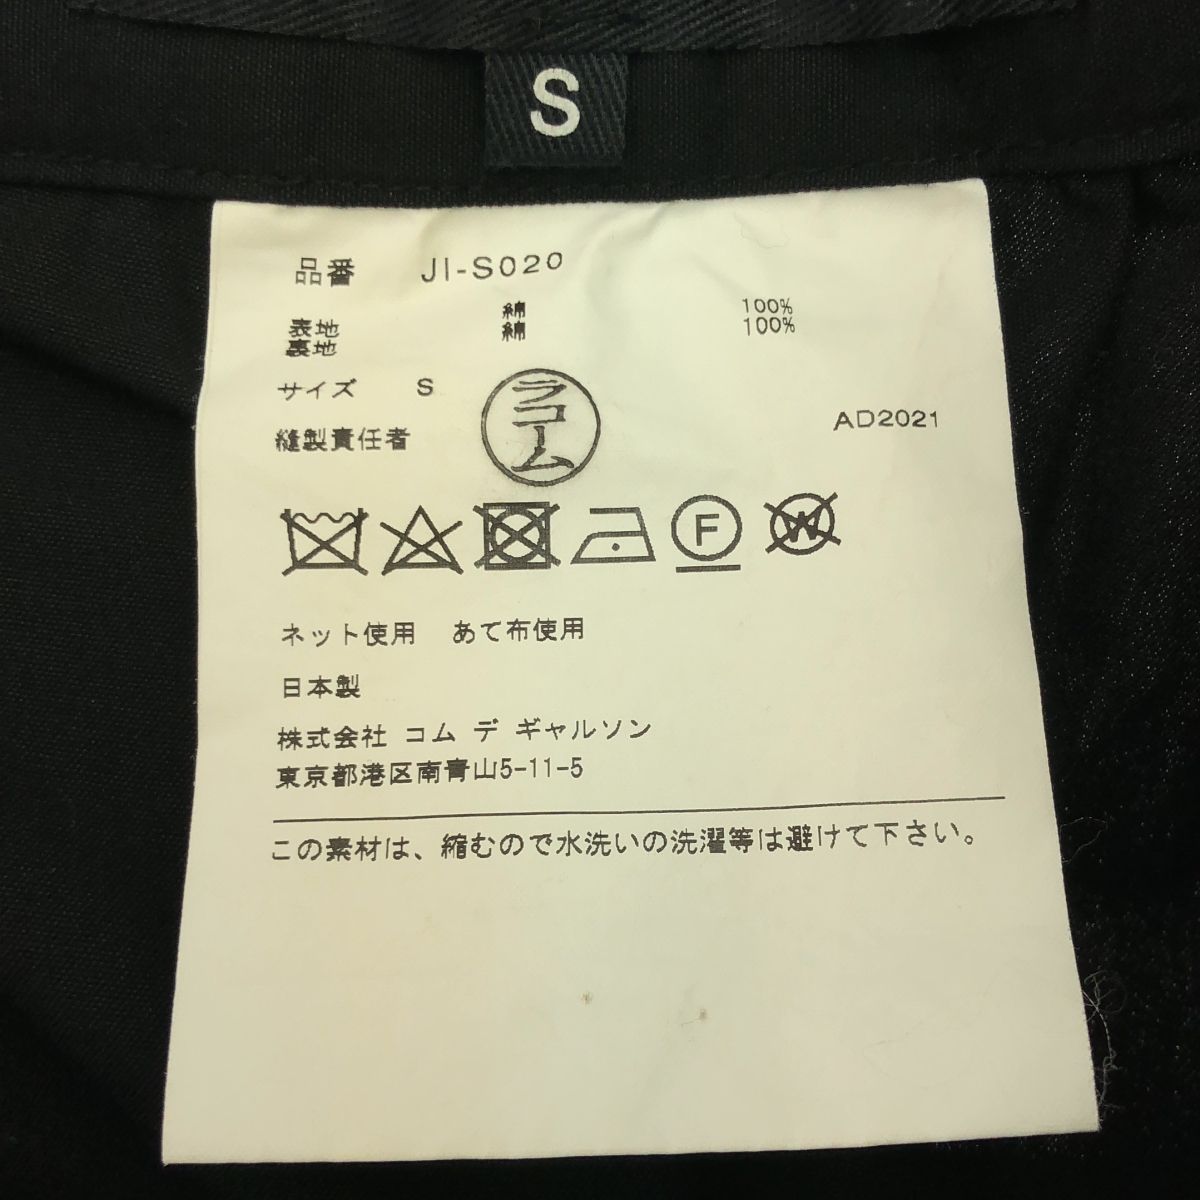 S
品番 JI-S020
表地 綿 100%
裏地 綿 100%
サイズ S
縫製責任者 ラコーム
AD2021
F
W
ネット使用 あて布使用
日本製
株式会社 コム デ ギャルソン
東京都港区南青山5-11-5
この素材は、縮むので水洗いの洗濯等は避けて下さい。